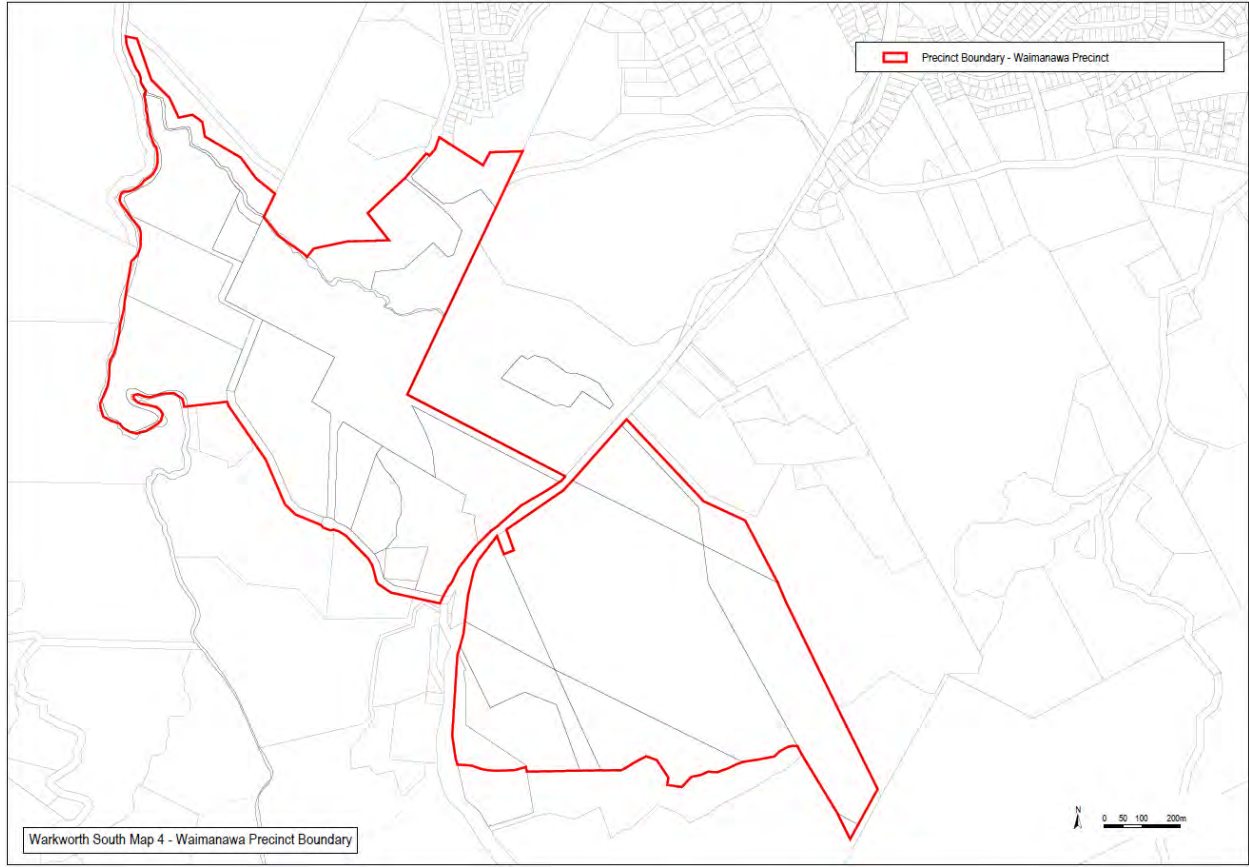 Precinct Boundary - Waimanawa Precinct
N
0 50 100 200m
Warkworth South Map 4 - Waimanawa Precinct Boundary